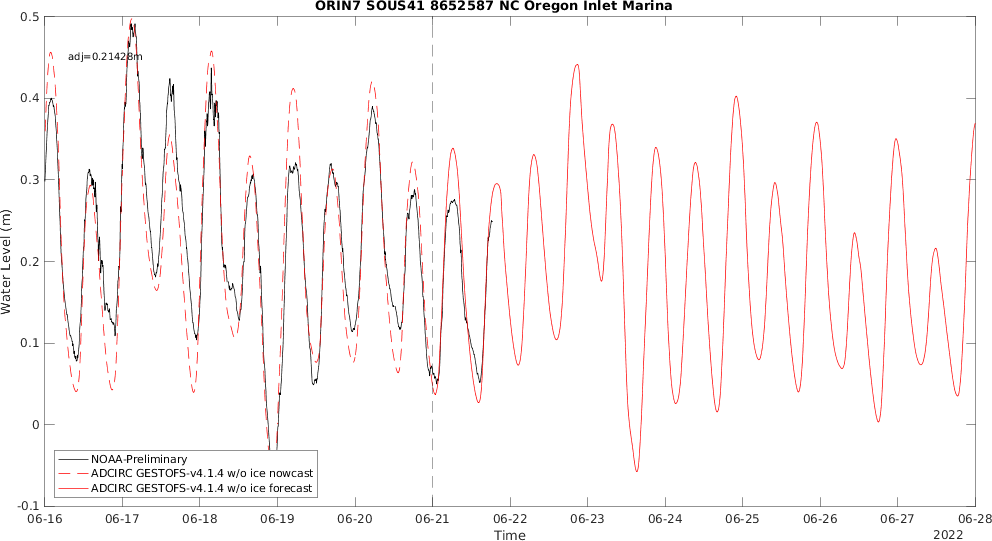 ORIN7 SOUS41 8652587 NC Oregon Inlet Marina
adj=0.21428m
0.5
0.4
0.3
0.2
0.1
0
-0.1
Water Level (m)
NOAA-Preliminary
ADCIRC GESTOFS-v4.1.4 w/o ice nowcast
ADCIRC GESTOFS-v4.1.4 w/o ice forecast
06-16 06-17 06-18 06-19 06-20 06-21 06-22 06-23 06-24 06-25 06-26 06-27 06-28
Time
2022